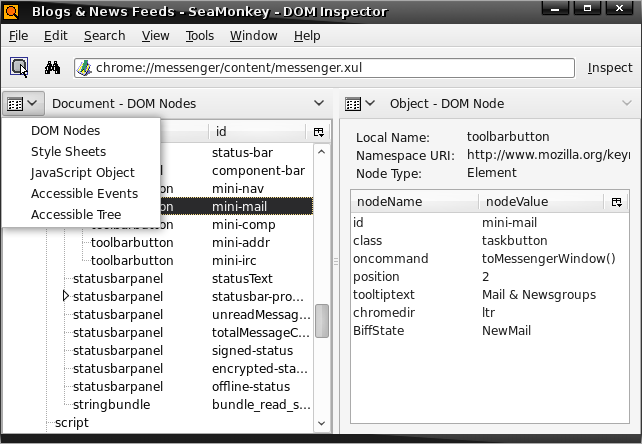 Blogs & News Feeds - SeaMonkey - DOM Inspector
File Edit Search View Tools Window Help
chrome://messenger/content/messenger.xul Inspect
Document - DOM Nodes
Object - DOM Node
DOM Nodes
Style Sheets
JavaScript Object
Accessible Events
Accessible Tree
id
status-bar
component-bar
mini-nav
mini-mail
toolbarbutton mini-comp
toolbarbutton mini-addr
toolbarbutton mini-irc
statusbarpanel statusText
statusbarpanel statusbar-pro...
statusbarpanel unreadMessag...
statusbarpanel totalMessageC...
statusbarpanel signed-status
statusbarpanel encrypted-sta...
statusbarpanel offline-status
stringbundle bundle_read_s...
script
Local Name: toolbarbutton
Namespace URI: http://www.mozilla.org/keyn
Node Type: Element
nodeName nodeValue
id mini-mail
class taskbutton
oncommand toMessengerWindow()
position 2
tooltiptext Mail & Newsgroups
chromedir ltr
BiffState NewMail